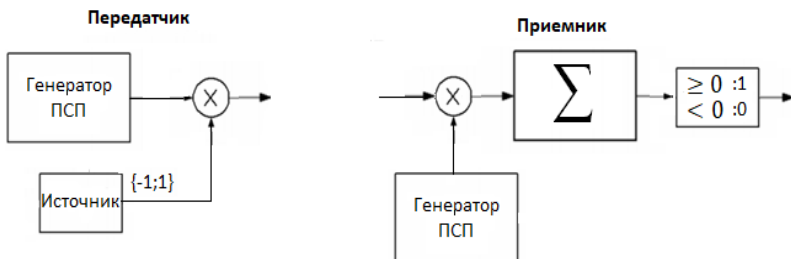 Передатчик
Генератор
ПСП
X
{-1;1}
Источник
Приемник
X
Σ
≥ 0 :1
< 0 :0
Генератор
ПСП